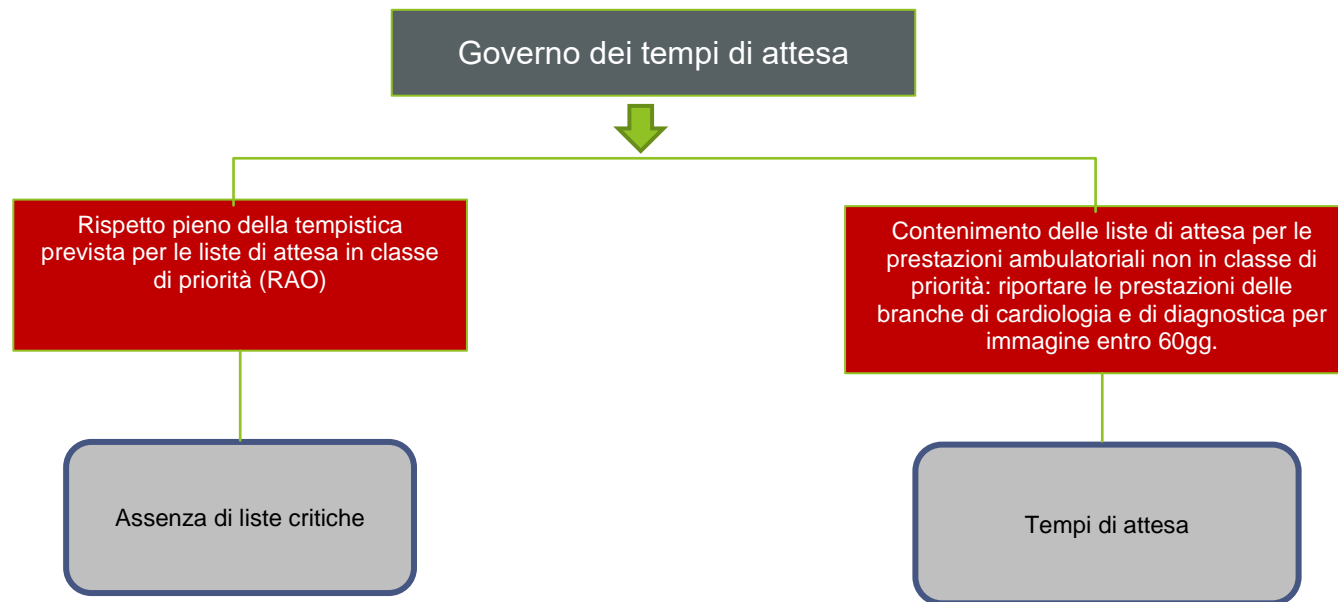 Governo dei tempi di attesa
Rispetto pieno della tempistica
prevista per le liste di attesa in classe
di priorità (RAO)
Contenimento delle liste di attesa per le
prestazioni ambulatoriali non in classe di
priorità: riportare le prestazioni delle
branche di cardiologia e di diagnostica per
immagine entro 60gg.
Assenza di liste critiche
Tempi di attesa